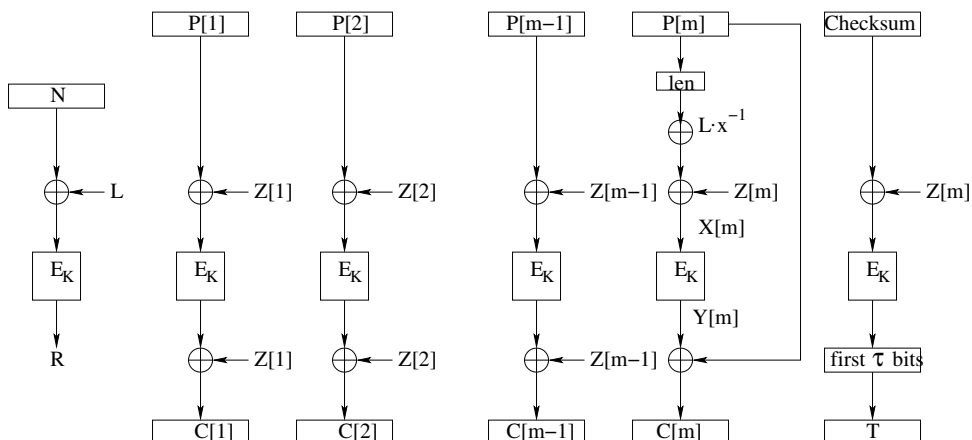 P[1] P[2] P[m−1] P[m] Checksum
len
N
L·x⁻¹
L Z[1] Z[2] Z[m−1] Z[m] Z[m]
X[m]
E_K E_K E_K E_K E_K E_K
Y[m]
R Z[1] Z[2] Z[m−1] first τ bits
C[1] C[2] C[m−1] C[m] T